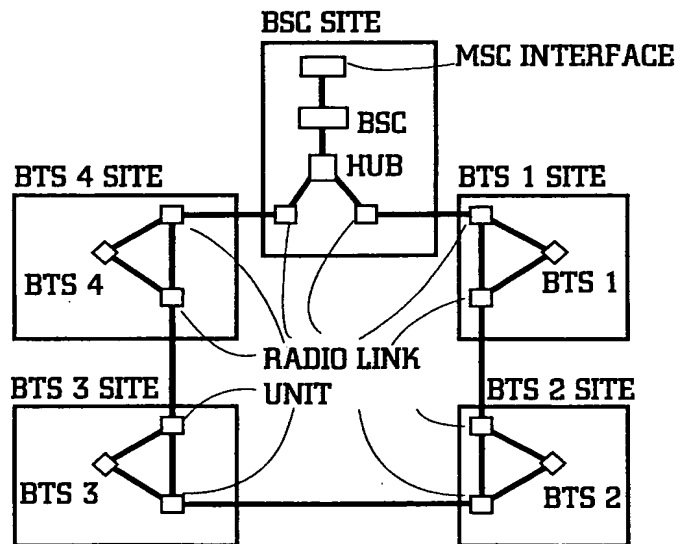 BSC SITE
MSC INTERFACE
BSC
HUB
BTS 4 SITE
BTS 1 SITE
BTS 4
BTS 1
RADIO LINK
UNIT
BTS 3 SITE
BTS 2 SITE
BTS 3
BTS 2